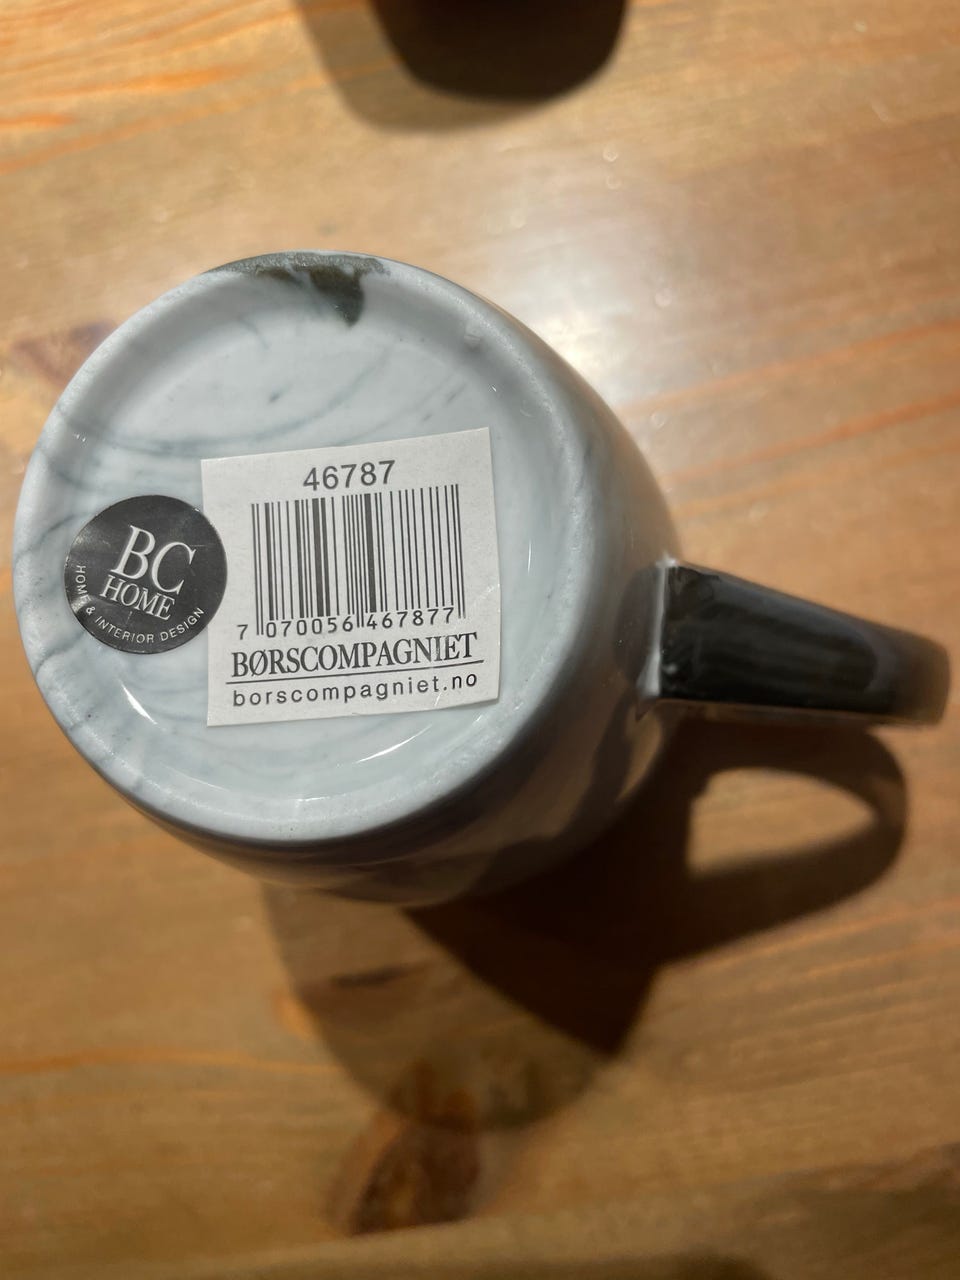 46787
7 070056 467877
BØRSCOMPAGNIET
borscompagniet.no
BC
HOME
HOME & INTERIOR DESIGN